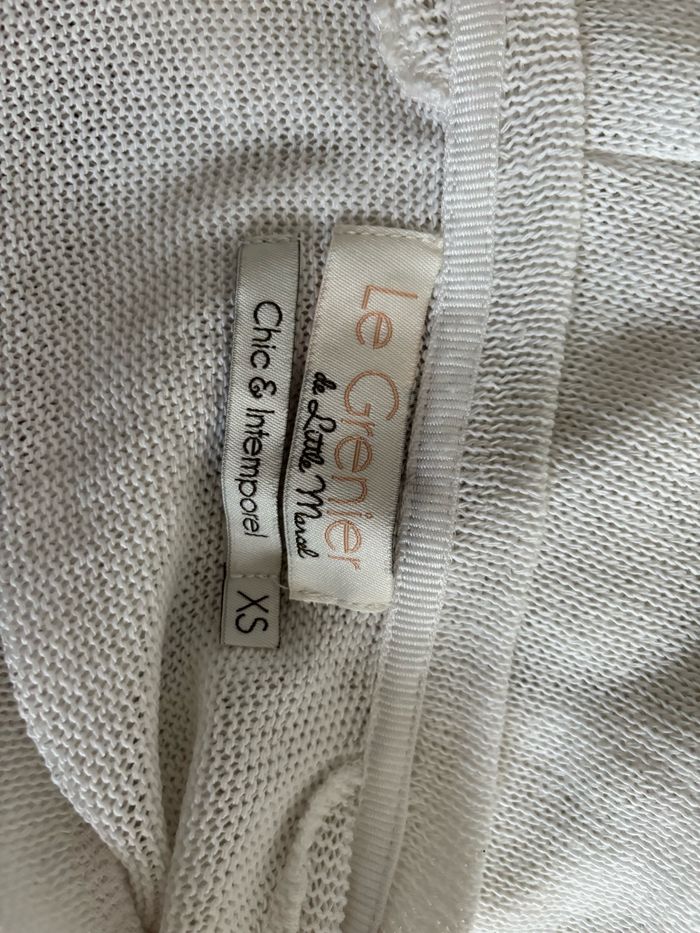 Le Grenier
de Little Marcel
Chic & Intemporel
XS